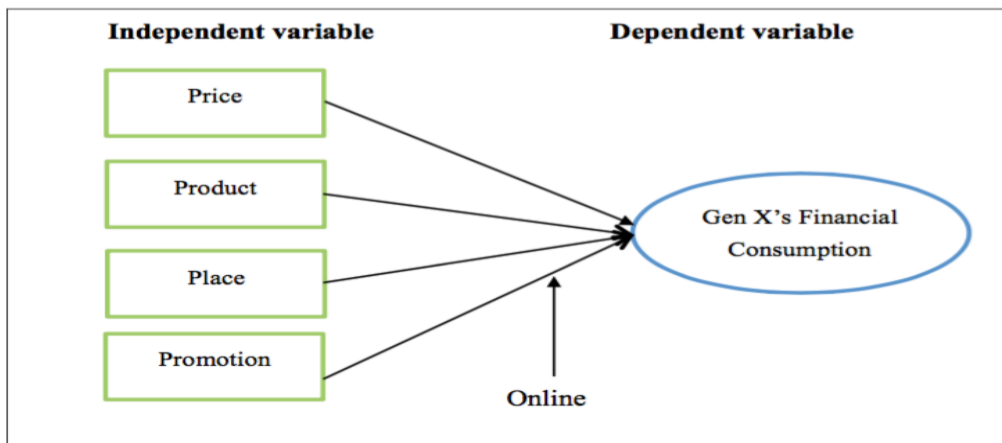 Independent variable
Dependent variable
Price
Product
Place
Promotion
Gen X’s Financial
Consumption
Online